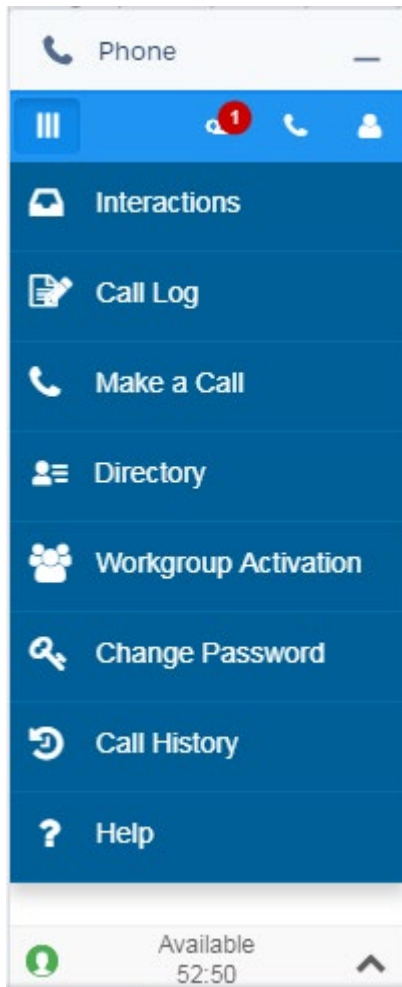 Phone
1
Interactions
Call Log
Make a Call
Directory
Workgroup Activation
Change Password
Call History
Help
Available
52:50